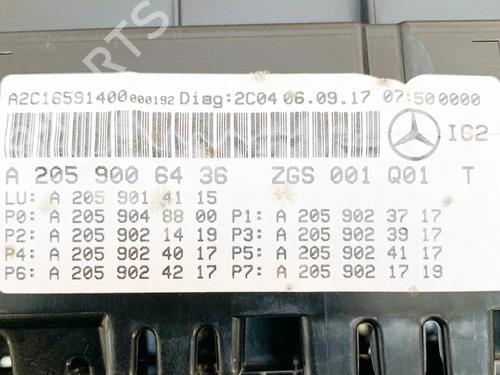 A2C16591400 000192 Diag:2C04 06.09.17 07:50 0000
IC2
A 205 900 64 36 ZGS 001 Q01 T
LU: A 205 901 41 15
P0: A 205 904 88 00 P1: A 205 902 37 17
P2: A 205 902 14 19 P3: A 205 902 39 17
P4: A 205 902 40 17 P5: A 205 902 41 17
P6: A 205 902 42 17 P7: A 205 902 17 19